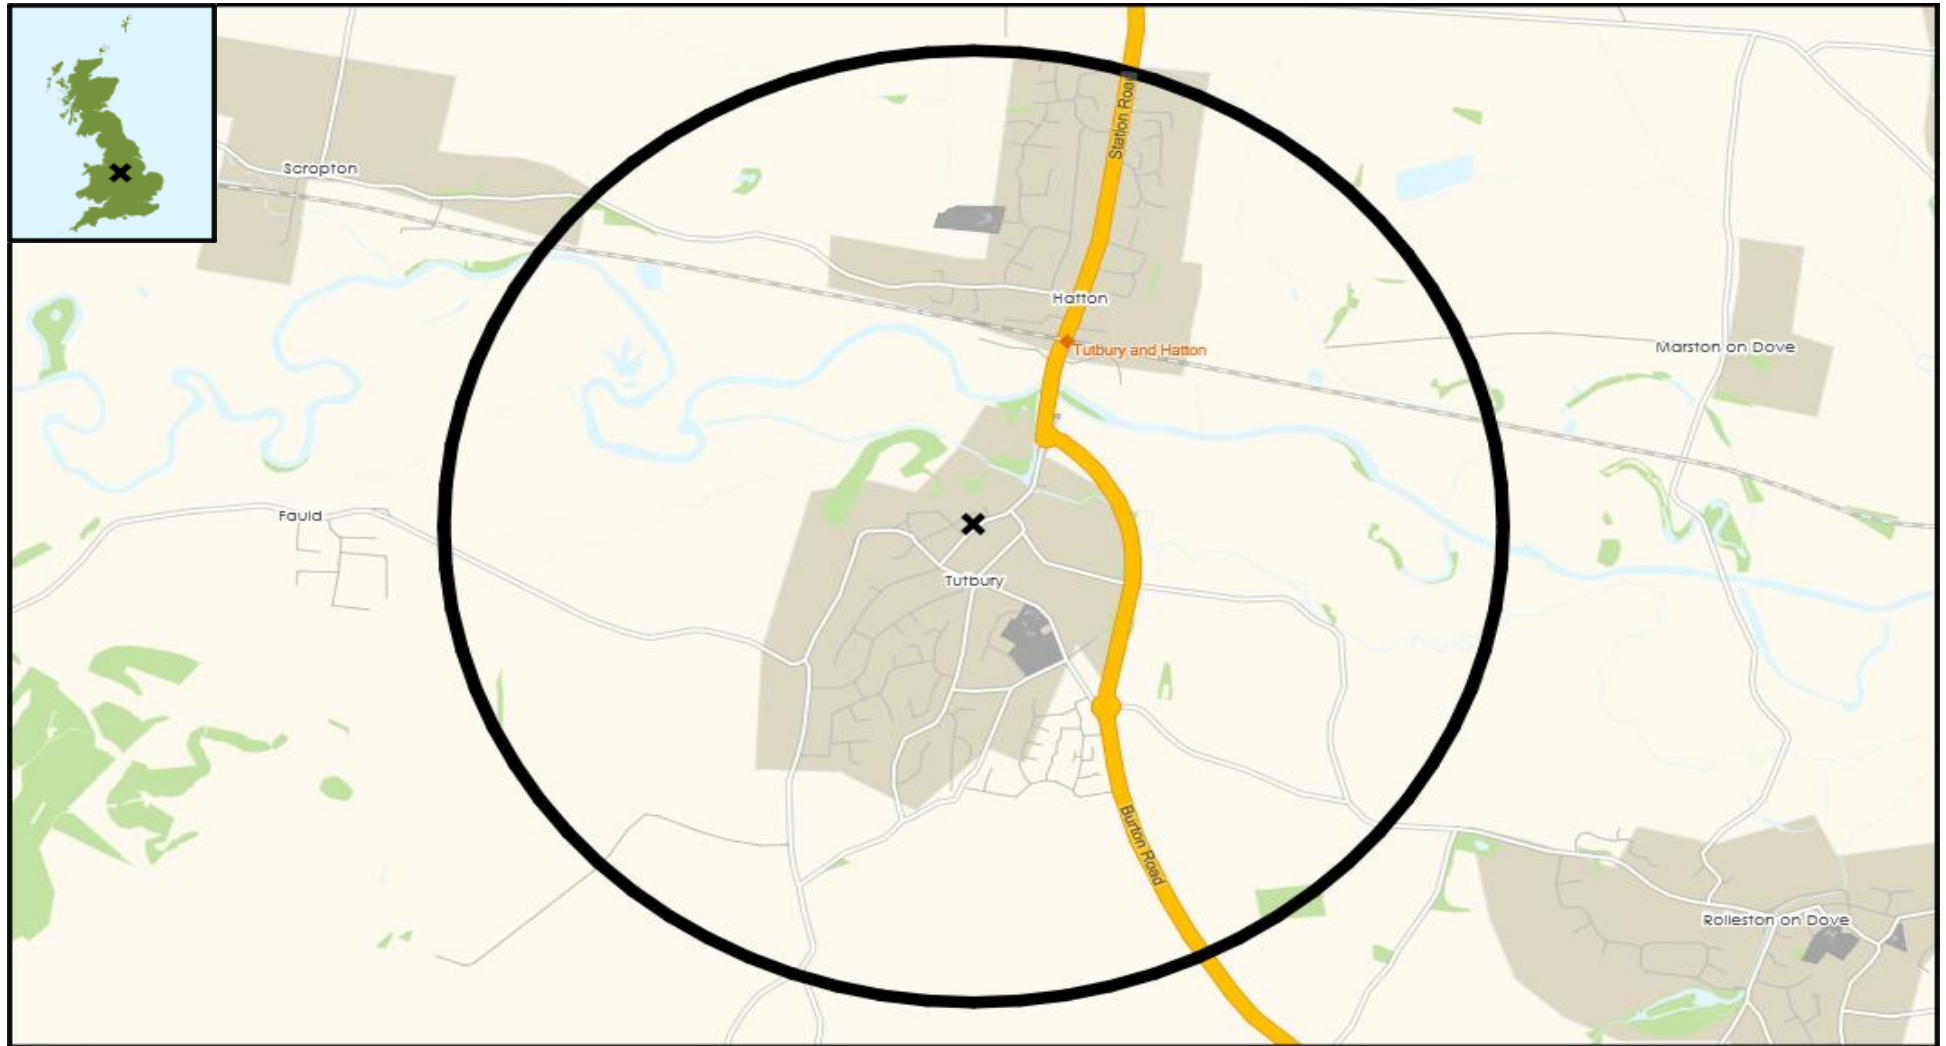 Station Road
Scropton
Hatton
Tutbury and Hatton
Marston on Dove
Fauld
Tutbury
Burton Road
Rolleston on Dove